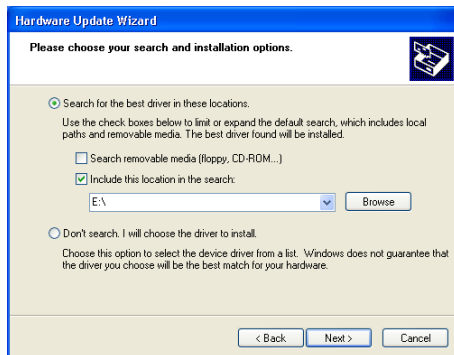 Hardware Update Wizard
Please choose your search and installation options.
Search for the best driver in these locations.
Use the check boxes below to limit or expand the default search, which includes local
paths and removable media. The best driver found will be installed.
Search removable media (floppy, CD-ROM...)
Include this location in the search:
E:\
Browse
Don't search. I will choose the driver to install.
Choose this option to select the device driver from a list. Windows does not guarantee that
the driver you choose will be the best match for your hardware.
< Back Next > Cancel